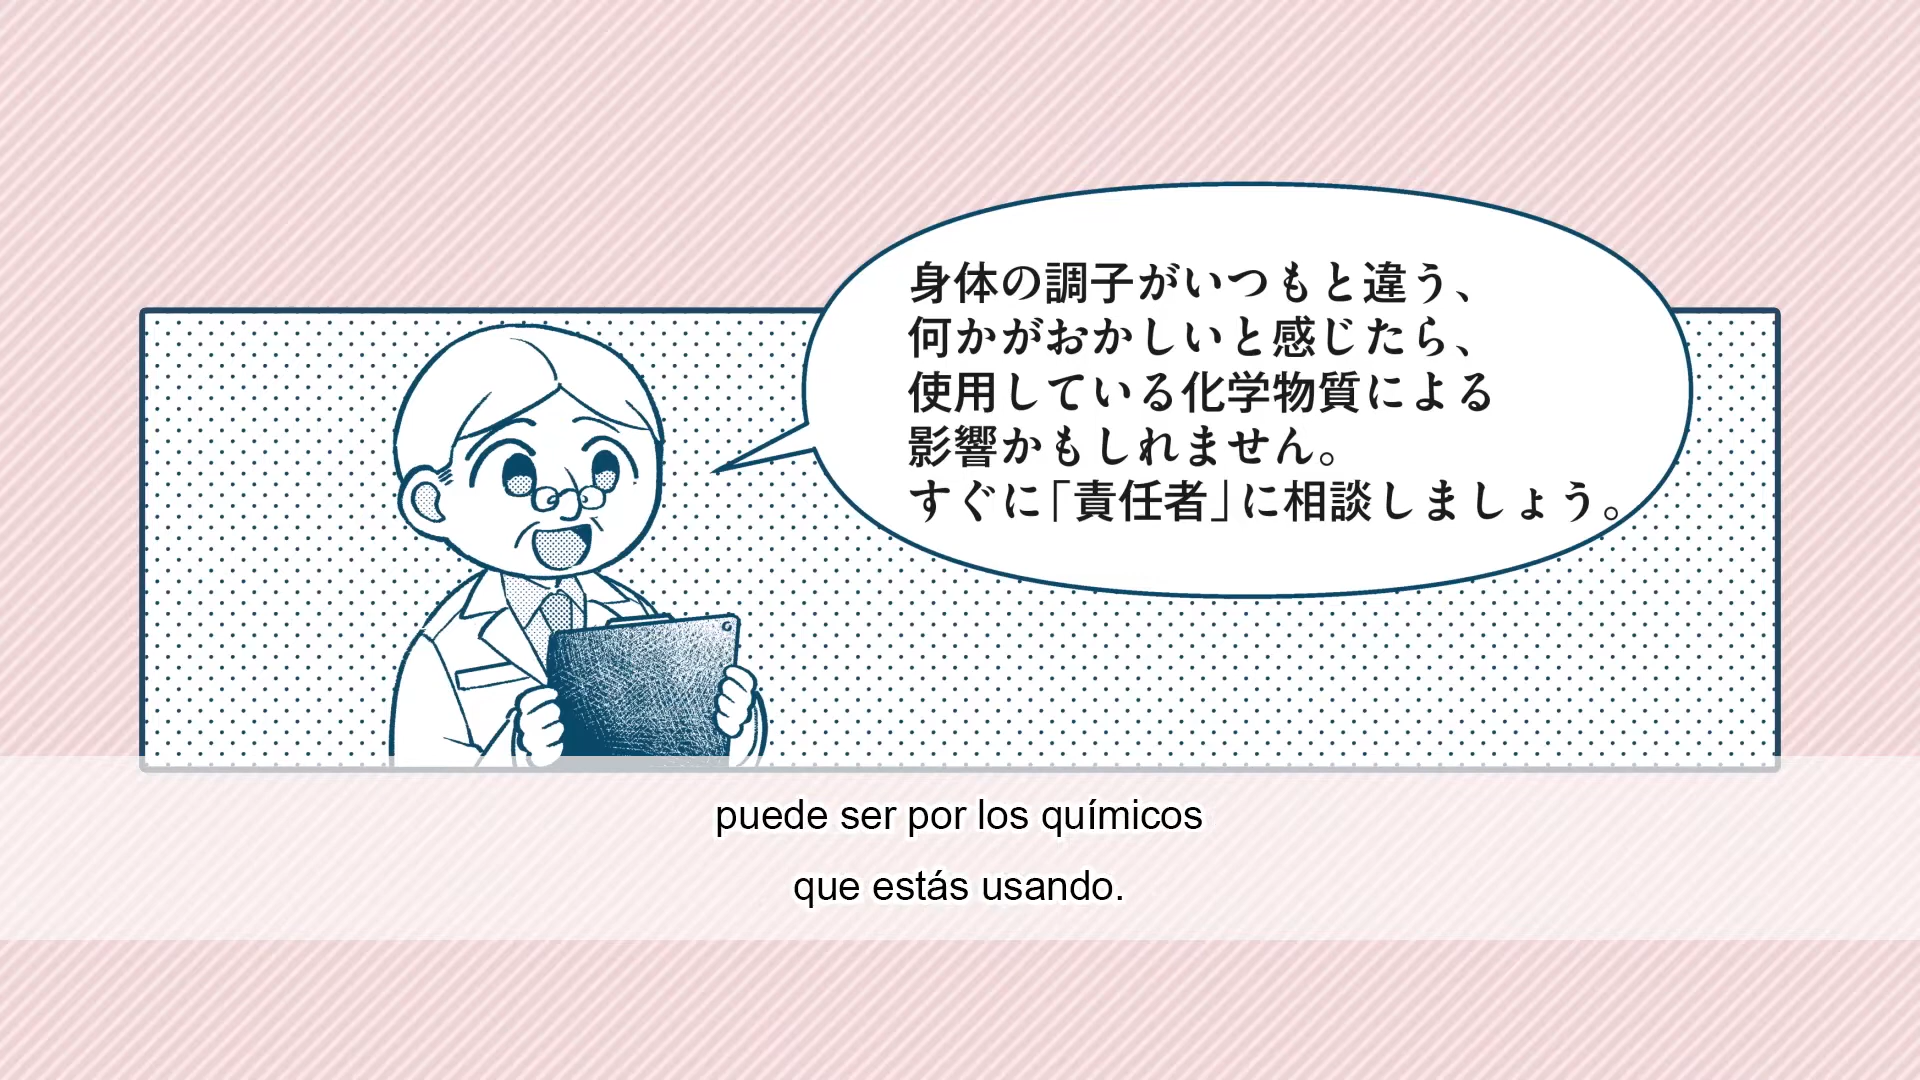 身体の調子がいつもと違う、
何かがおかしいと感じたら、
使用している化学物質による
影響かもしれません。
すぐに「責任者」に相談しましょう。
puede ser por los químicos
que estás usando.